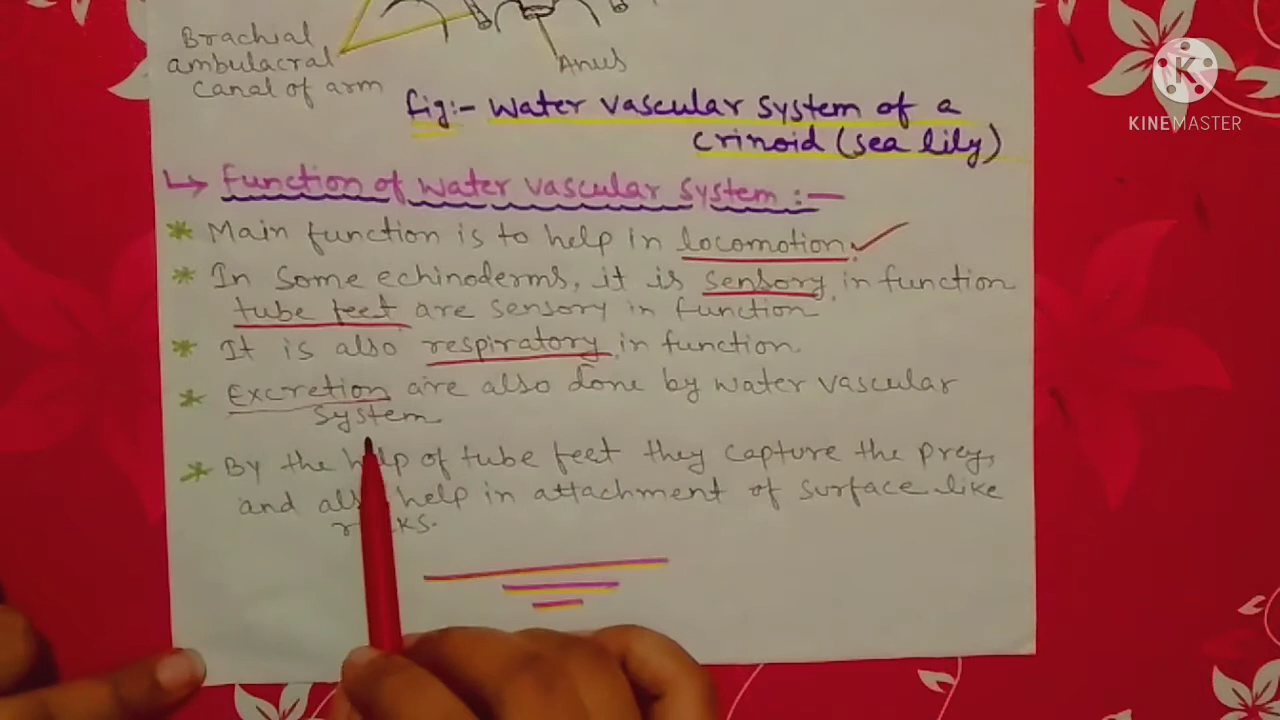 Brachial
ambulacral
canal of arm
Anus
fig:- Water vascular system of a
crinoid (sea lily)
↳ Function of water vascular system :-
* Main function is to help in locomotion.
* In some echinoderms, it is sensory in function
tube feet are sensory in function
* It is also respiratory in function.
* Excretion are also done by water vascular
system
* By the help of tube feet they capture the prey,
and also help in attachment of surface like
rocks.
KINEMASTER